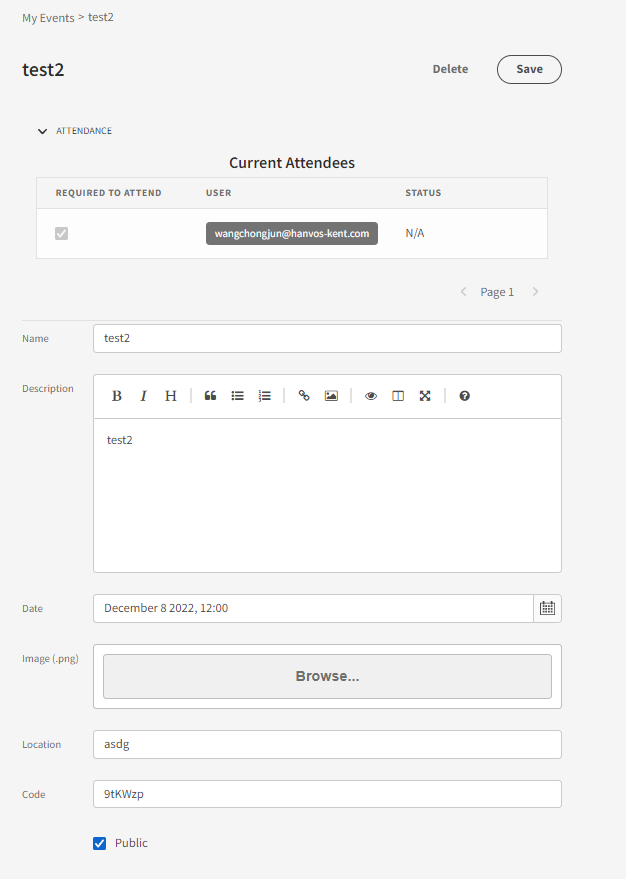 My Events > test2
test2
Delete
Save
ATTENDANCE
Current Attendees
REQUIRED TO ATTEND USER STATUS
wangchongjun@hanvos-kent.com N/A
Page 1
Name test2
Description
B I H
test2
Date December 8 2022, 12:00
Image (.png) Browse...
Location asdg
Code 9tKWzp
Public